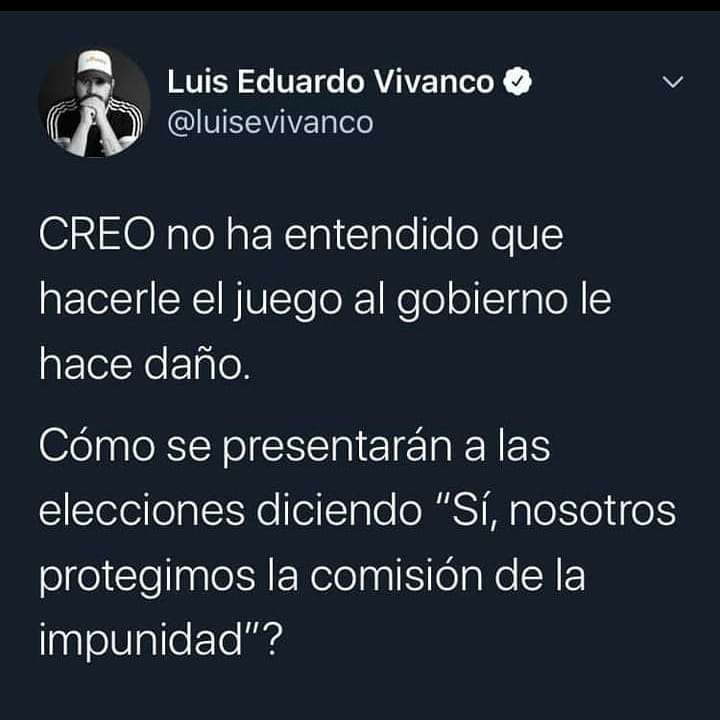 Luis Eduardo Vivanco
@luisevivanco
CREO no ha entendido que
hacerle el juego al gobierno le
hace daño.
Cómo se presentarán a las
elecciones diciendo "Sí, nosotros
protegimos la comisión de la
impunidad"?